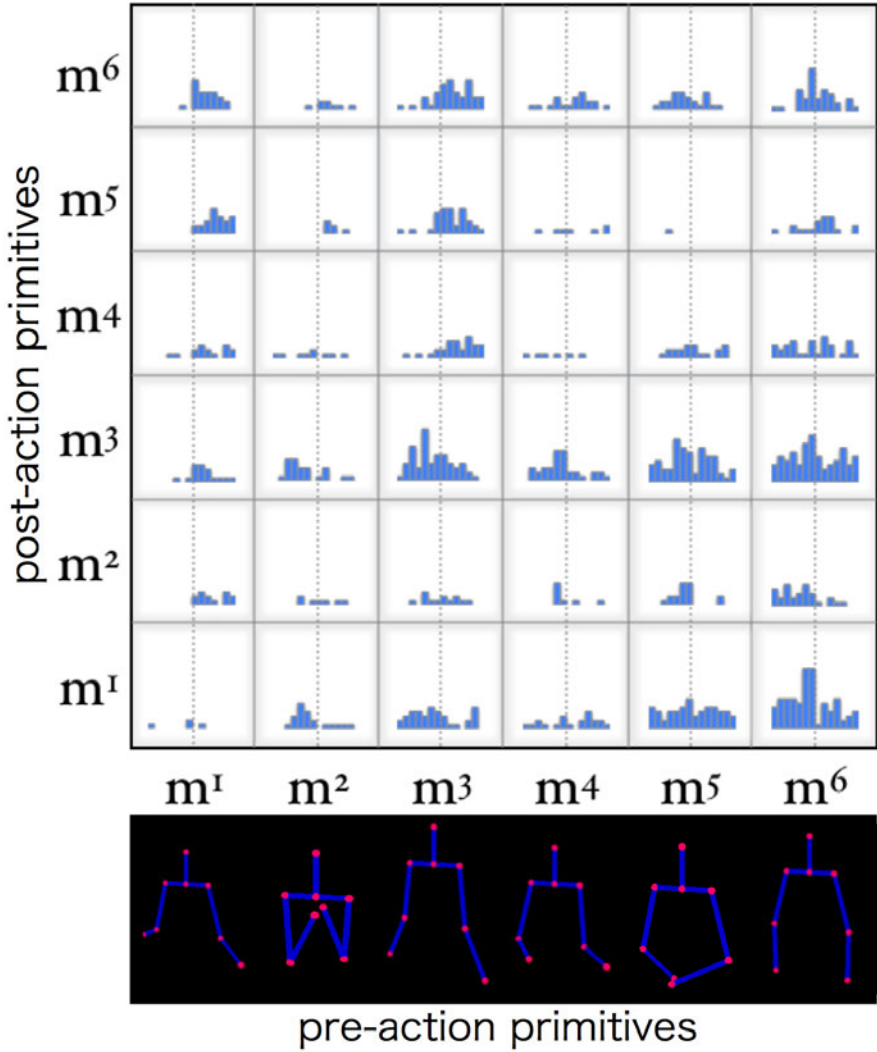 post-action primitives
m⁶
m⁵
m⁴
m³
m²
m¹
m¹ m² m³ m⁴ m⁵ m⁶
pre-action primitives